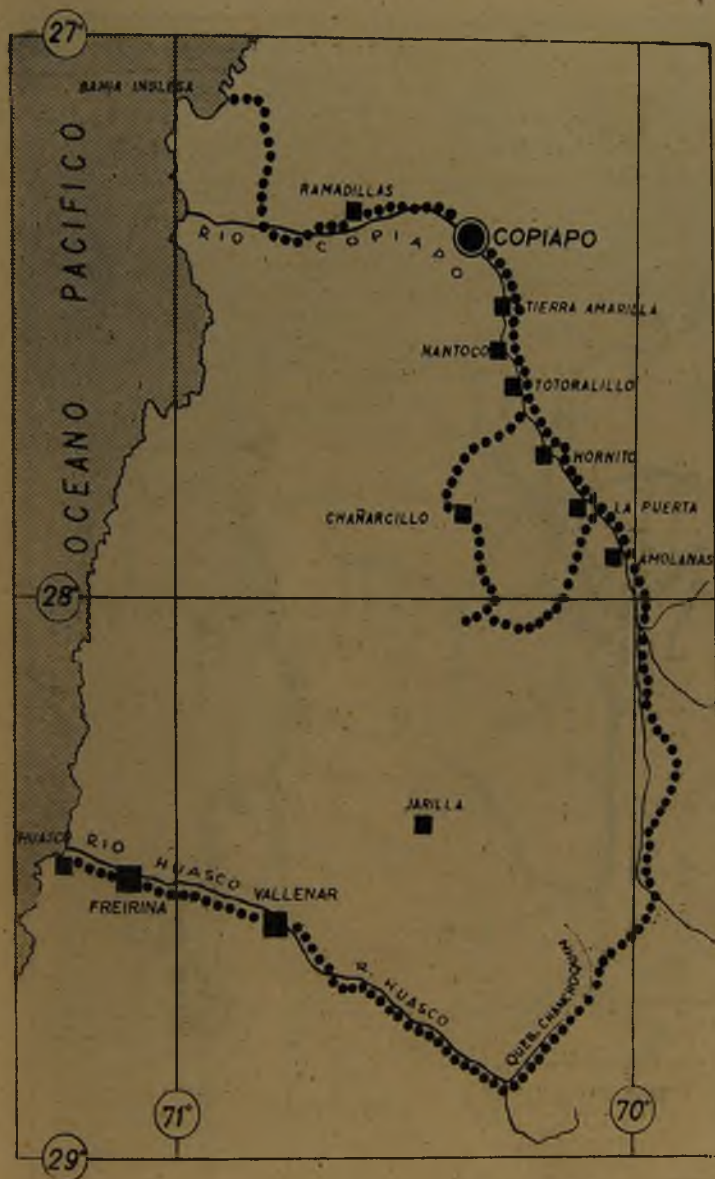 27°
BAHIA INGLESA
OCEANO PACIFICO
RAMADILLAS
RIO COPIAPO
COPIAPO
TIERRA AMARILLA
NANTOCO
TOTORALILLO
HORNITO
CHAÑARCILLO
LA PUERTA
AMOLANAS
28°
JARILLA
HUASCO
RIO HUASCO
FREIRINA
VALLENAR
R. HUASCO
QUEB. CHANCHOQUIN
71°
70°
29°